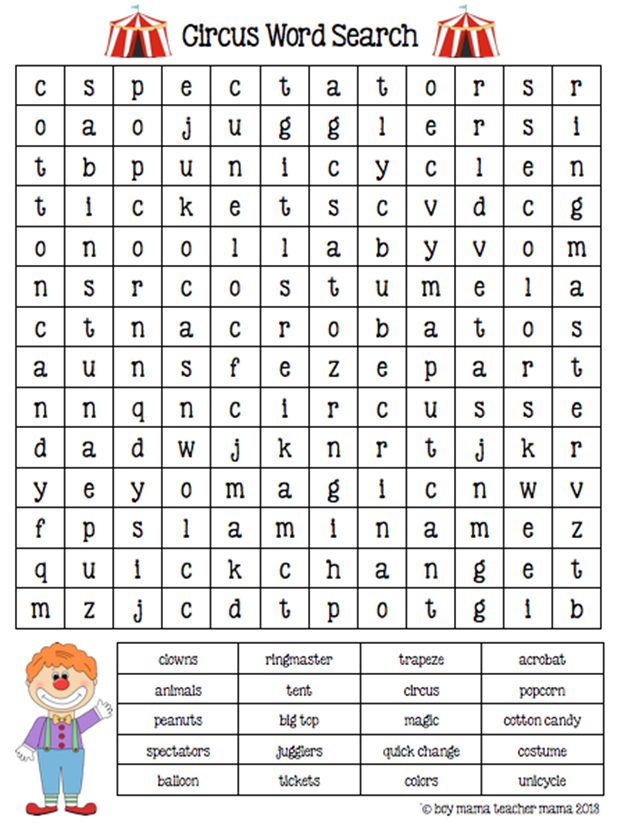 Circus Word Search
c s p e c t a t o r s r
o a o j u g g l e r s i
t b p u n i c y c l e n
t i c k e t s c v d c g
o n o o l l a b y v o m
n s r c o s t u m e l a
c t n a c r o b a t o s
a u n s f e z e p a r t
n n q n c i r c u s s e
d a d w j k n r t j k r
y e y o m a g i c n w v
f p s l a m i n a m e z
q u i c k c h a n g e t
m z j c d t p o t g i b
clowns ringmaster trapeze acrobat
animals tent circus popcorn
peanuts big top magic cotton candy
spectators jugglers quick change costume
balloon tickets colors unicycle
© boy mama teacher mama 2013